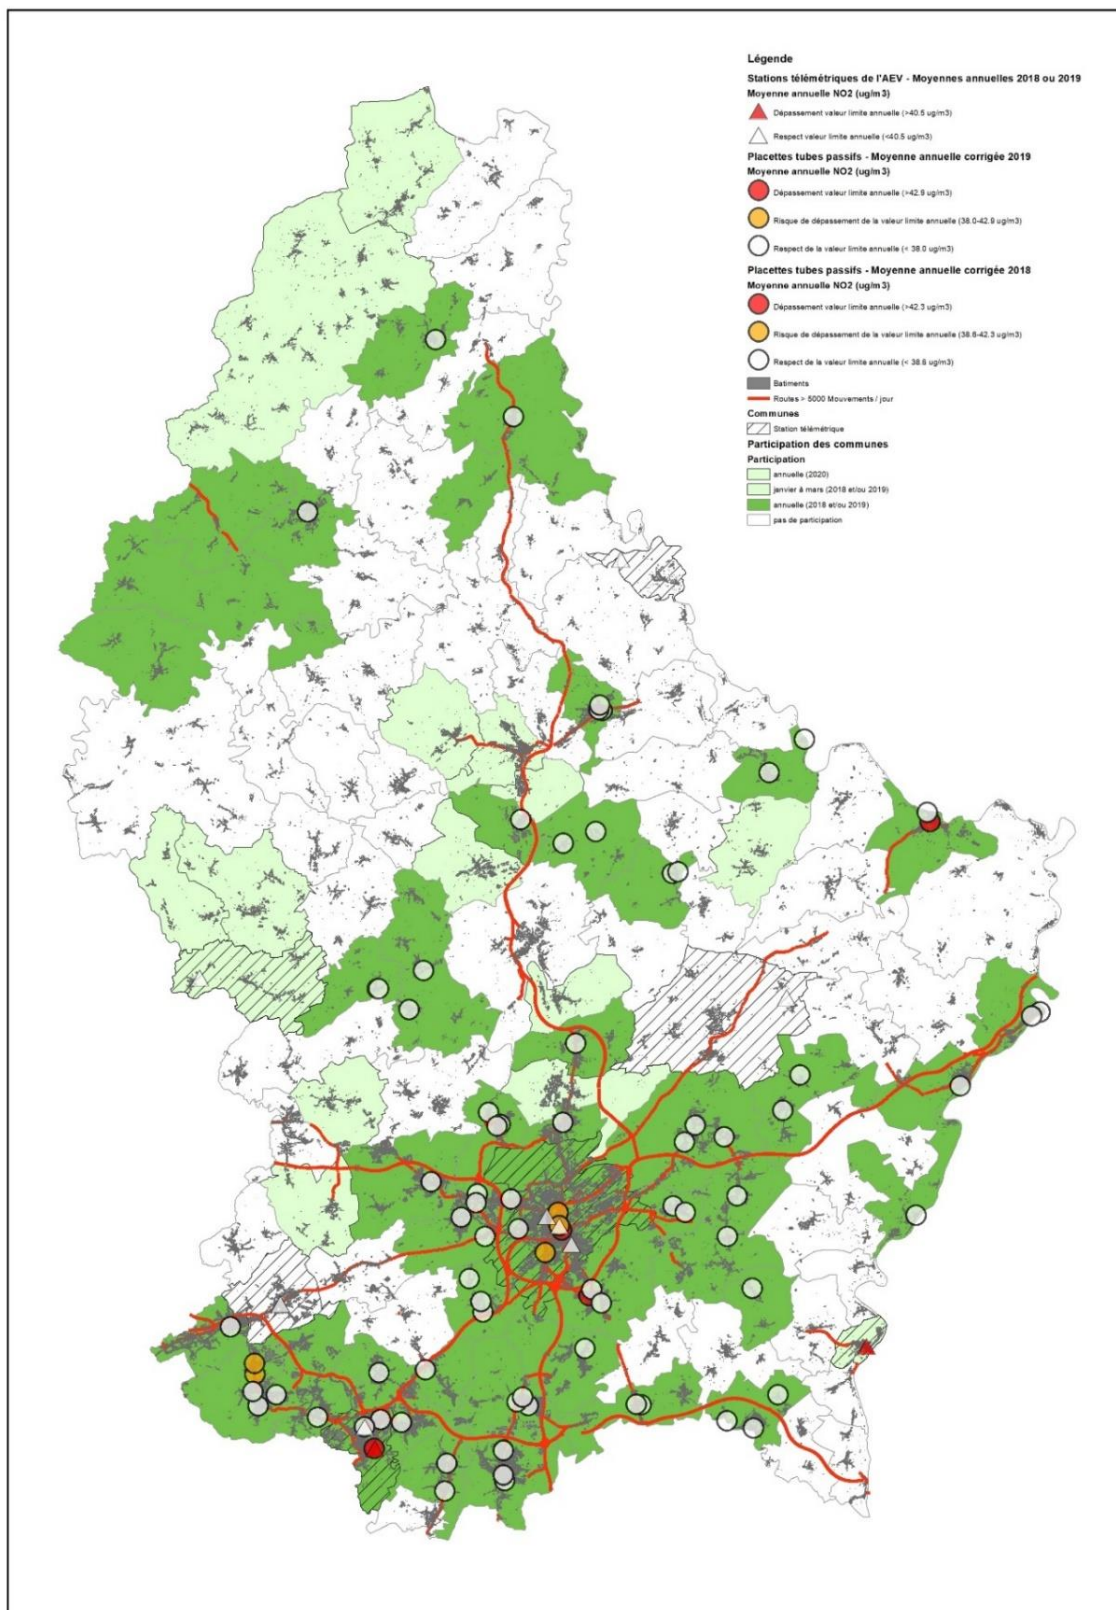 Légende
Stations télémétriques de l'AEV - Moyennes annuelles 2018 ou 2019
Moyenne annuelle NO2 (ug/m3)
Dépassement valeur limite annuelle (>40.5 ug/m3)
Respect valeur limite annuelle (<40.5 ug/m3)
Placettes tubes passifs - Moyenne annuelle corrigée 2019
Moyenne annuelle NO2 (ug/m3)
Dépassement valeur limite annuelle (>42.9 ug/m3)
Risque de dépassement de la valeur limite annuelle (38.0-42.9 ug/m3)
Respect de la valeur limite annuelle (< 38.0 ug/m3)
Placettes tubes passifs - Moyenne annuelle corrigée 2018
Moyenne annuelle NO2 (ug/m3)
Dépassement valeur limite annuelle (>42.3 ug/m3)
Risque de dépassement de la valeur limite annuelle (38.6-42.3 ug/m3)
Respect de la valeur limite annuelle (< 38.6 ug/m3)
Batiments
Routes > 5000 Mouvements / jour
Communes
Station télémétrique
Participation des communes
Participation
annuelle (2020)
janvier à mars (2018 et/ou 2019)
annuelle (2018 et/ou 2019)
pas de participation